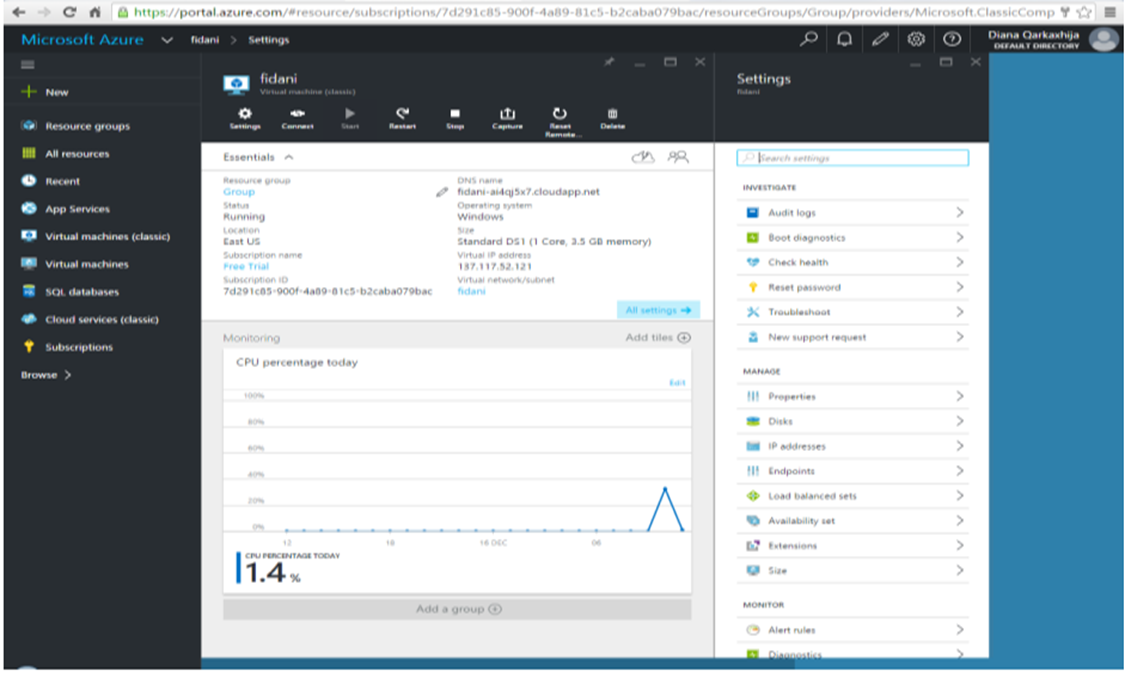 https://portal.azure.com/#resource/subscriptions/7d291c85-900f-4a89-81c5-b2caba079bac/resourceGroups/Group/providers/Microsoft.ClassicComp
Microsoft Azure fidani > Settings
Diana Qarkaxhija
DEFAULT DIRECTORY
New
Resource groups
All resources
Recent
App Services
Virtual machines (classic)
Virtual machines
SQL databases
Cloud services (classic)
Subscriptions
Browse >
fidani
Virtual machine (classic)
Settings Connect Start Restart Stop Capture Reset Remote... Delete
Essentials
Resource group
Group
Status
Running
Location
East US
Subscription name
Free Trial
Subscription ID
7d291c85-900f-4a89-81c5-b2caba079bac
DNS name
fidani-ai4qj5x7.cloudapp.net
Operating system
Windows
Size
Standard DS1 (1 Core, 3.5 GB memory)
Virtual IP address
137.117.52.121
Virtual network/subnet
fidani
All settings
Monitoring
Add tiles
CPU percentage today
Edit
100%
80%
60%
40%
20%
0%
12 18 16 DEC 06
CPU PERCENTAGE TODAY
1.4 %
Add a group
Settings
fidani
Search settings
INVESTIGATE
Audit logs
Boot diagnostics
Check health
Reset password
Troubleshoot
New support request
MANAGE
Properties
Disks
IP addresses
Endpoints
Load balanced sets
Availability set
Extensions
Size
MONITOR
Alert rules
Diagnostics